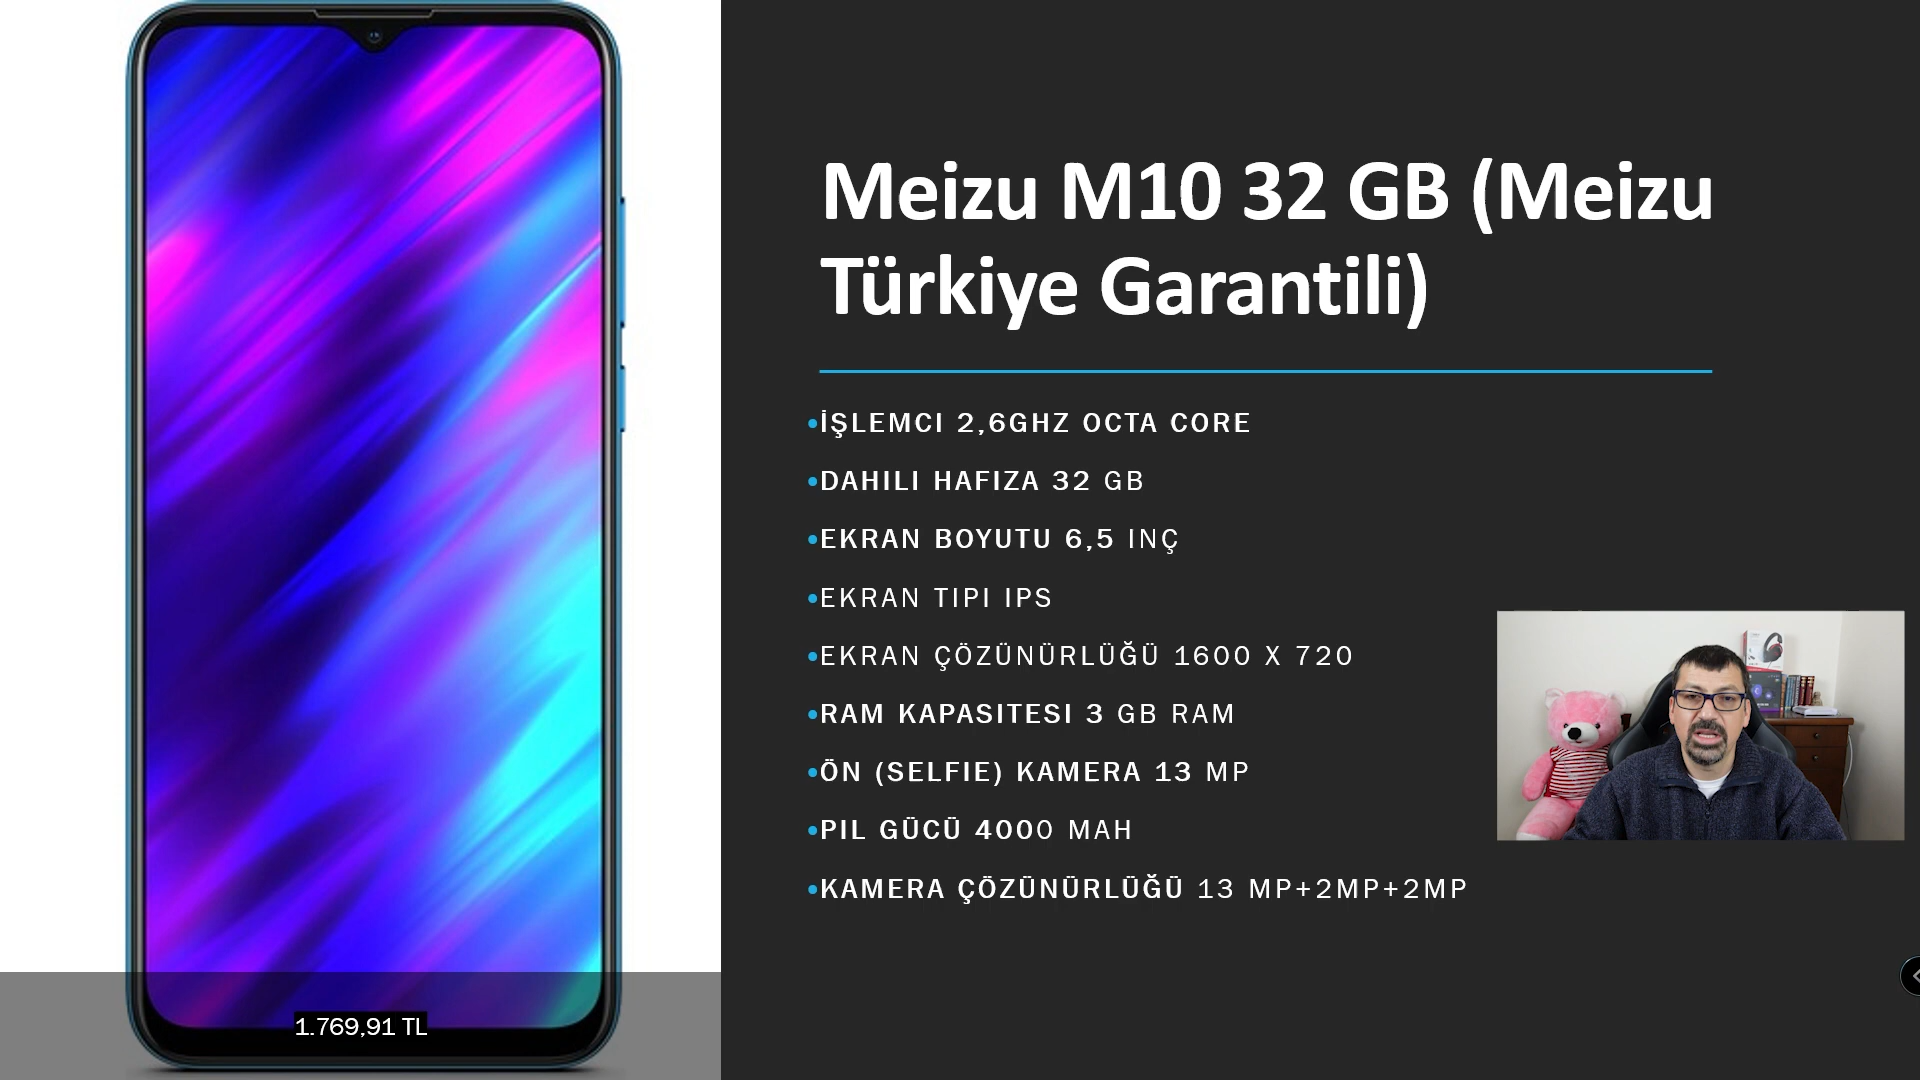 Meizu M10 32 GB (Meizu
Türkiye Garantili)
•İŞLEMCI 2,6GHZ OCTA CORE
•DAHILI HAFIZA 32 GB
•EKRAN BOYUTU 6,5 INÇ
•EKRAN TIPI IPS
•EKRAN ÇÖZÜNÜRLÜĞÜ 1600 X 720
•RAM KAPASITESI 3 GB RAM
•ÖN (SELFIE) KAMERA 13 MP
•PIL GÜCÜ 4000 MAH
•KAMERA ÇÖZÜNÜRLÜĞÜ 13 MP+2MP+2MP
1.769,91 TL